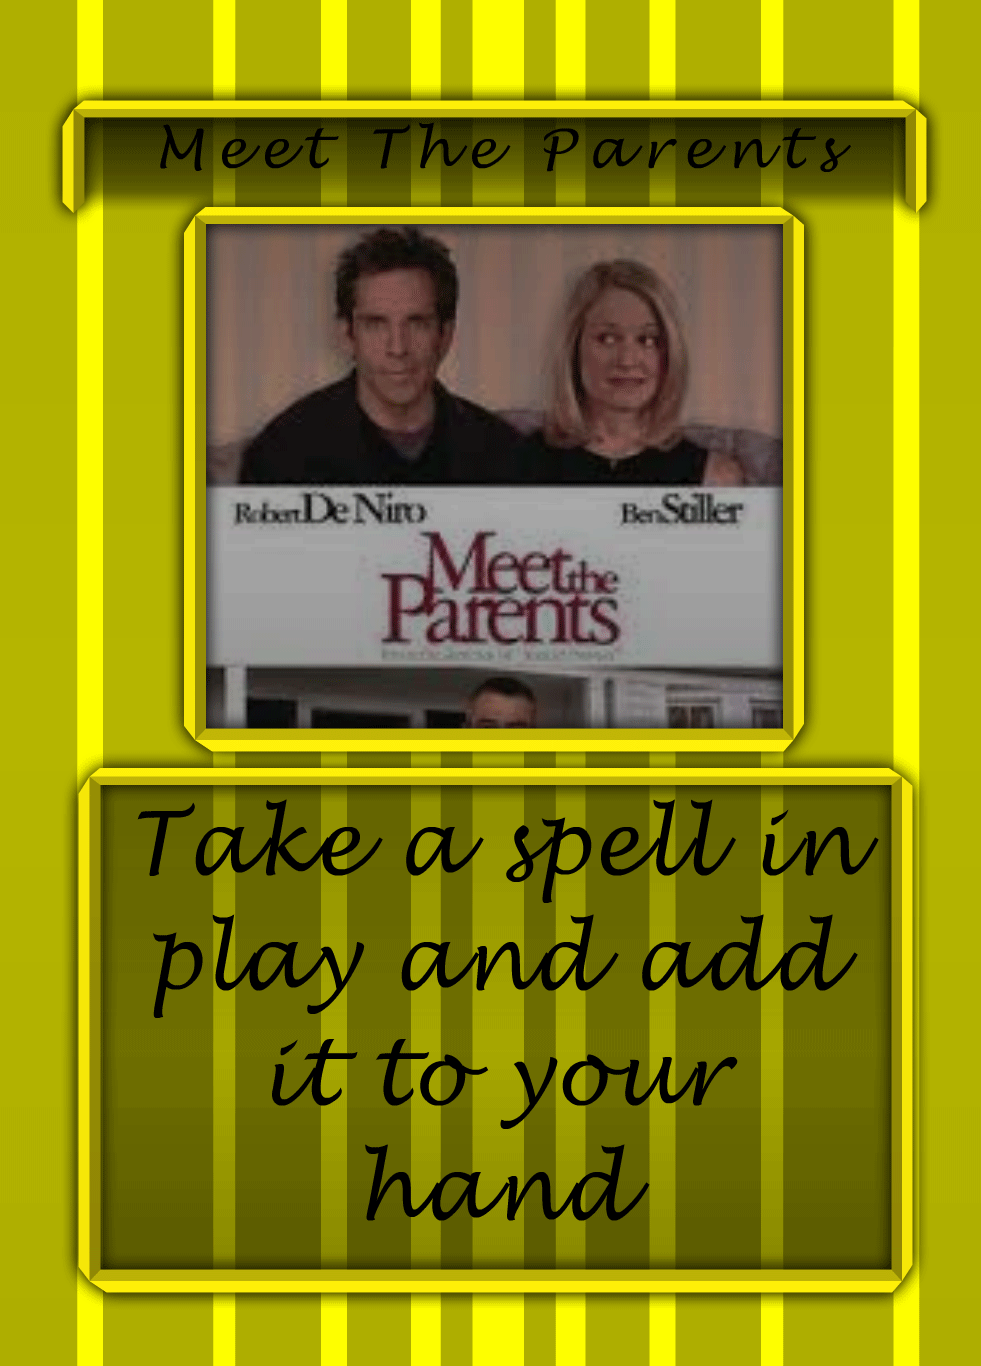 Meet The Parents
Robert De Niro Ben Stiller
Meet the
Parents
Take a spell in
play and add
it to your
hand